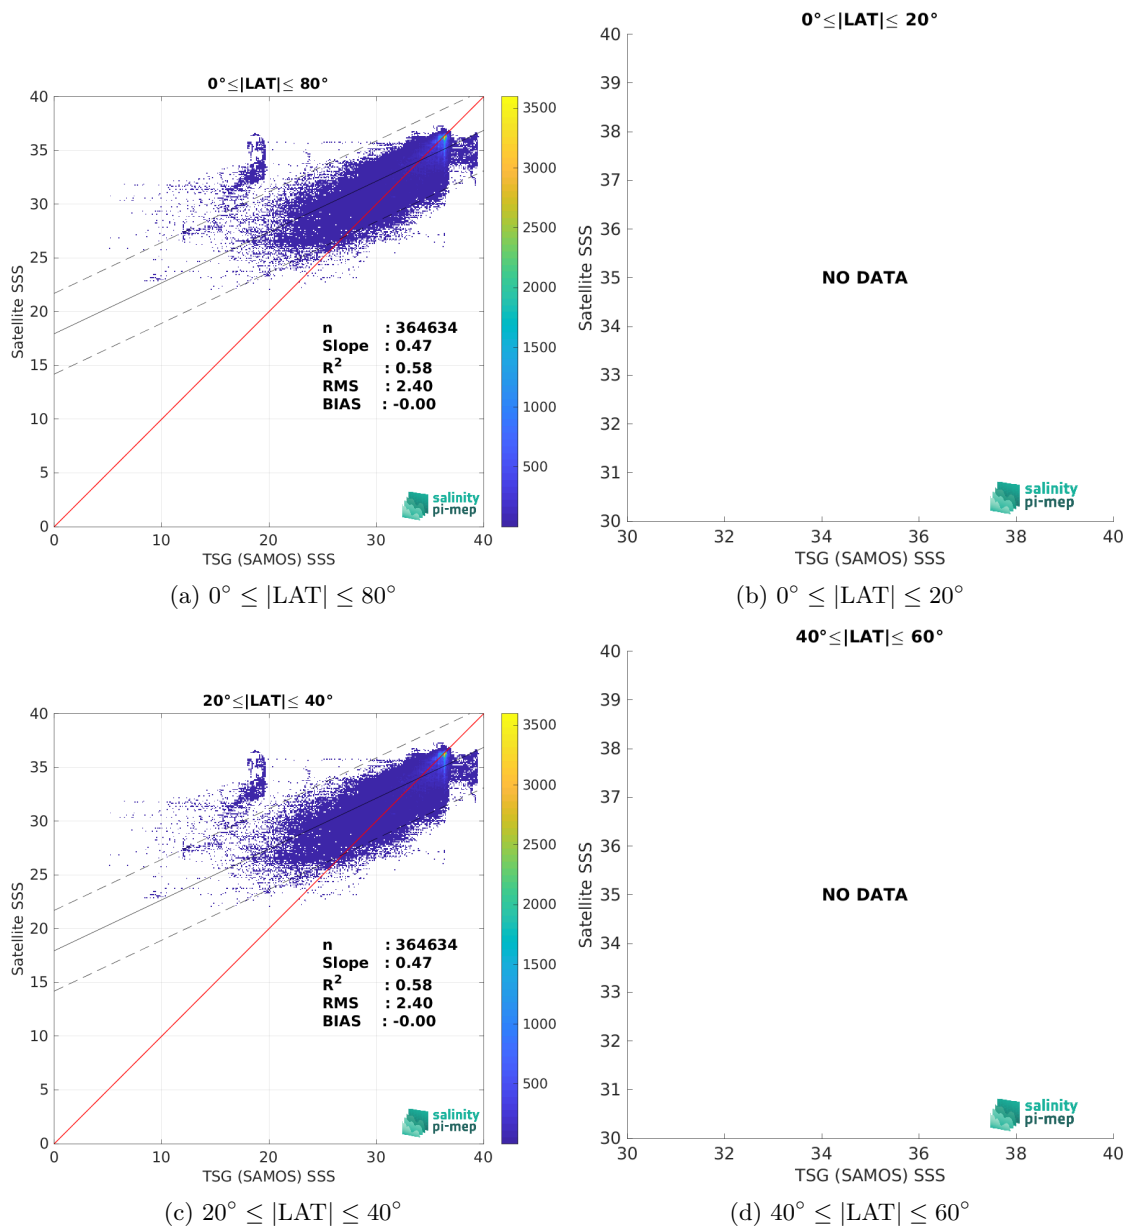 0°≤|LAT|≤ 80°
40
35
30
25
20
15
10
5
0
Satellite SSS
3500
3000
2500
2000
1500
1000
500
n : 364634
Slope : 0.47
R² : 0.58
RMS : 2.40
BIAS : -0.00
salinity
pi-mep
0 10 20 30 40
TSG (SAMOS) SSS
(a) 0° ≤ |LAT| ≤ 80°
0°≤|LAT|≤ 20°
40
39
38
37
36
35
34
33
32
31
30
Satellite SSS
NO DATA
salinity
pi-mep
30 32 34 36 38 40
TSG (SAMOS) SSS
(b) 0° ≤ |LAT| ≤ 20°
20°≤|LAT|≤ 40°
40
35
30
25
20
15
10
5
0
Satellite SSS
3500
3000
2500
2000
1500
1000
500
n : 364634
Slope : 0.47
R² : 0.58
RMS : 2.40
BIAS : -0.00
salinity
pi-mep
0 10 20 30 40
TSG (SAMOS) SSS
(c) 20° ≤ |LAT| ≤ 40°
40°≤|LAT|≤ 60°
40
39
38
37
36
35
34
33
32
31
30
Satellite SSS
NO DATA
salinity
pi-mep
30 32 34 36 38 40
TSG (SAMOS) SSS
(d) 40° ≤ |LAT| ≤ 60°